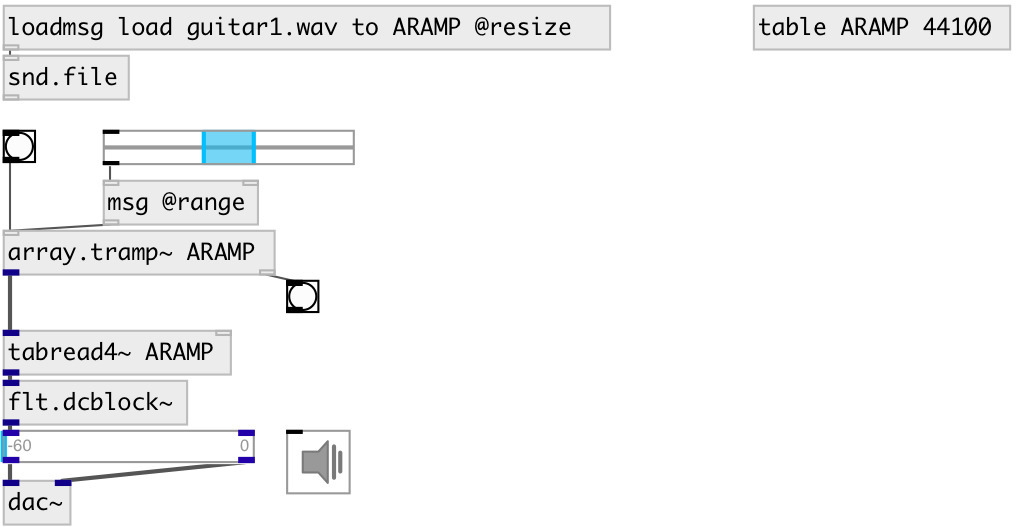 loadmsg load guitar1.wav to ARAMP @resize
table ARAMP 44100
snd.file
msg @range
array.tramp~ ARAMP
tabread4~ ARAMP
flt.dcblock~
-60 0
dac~